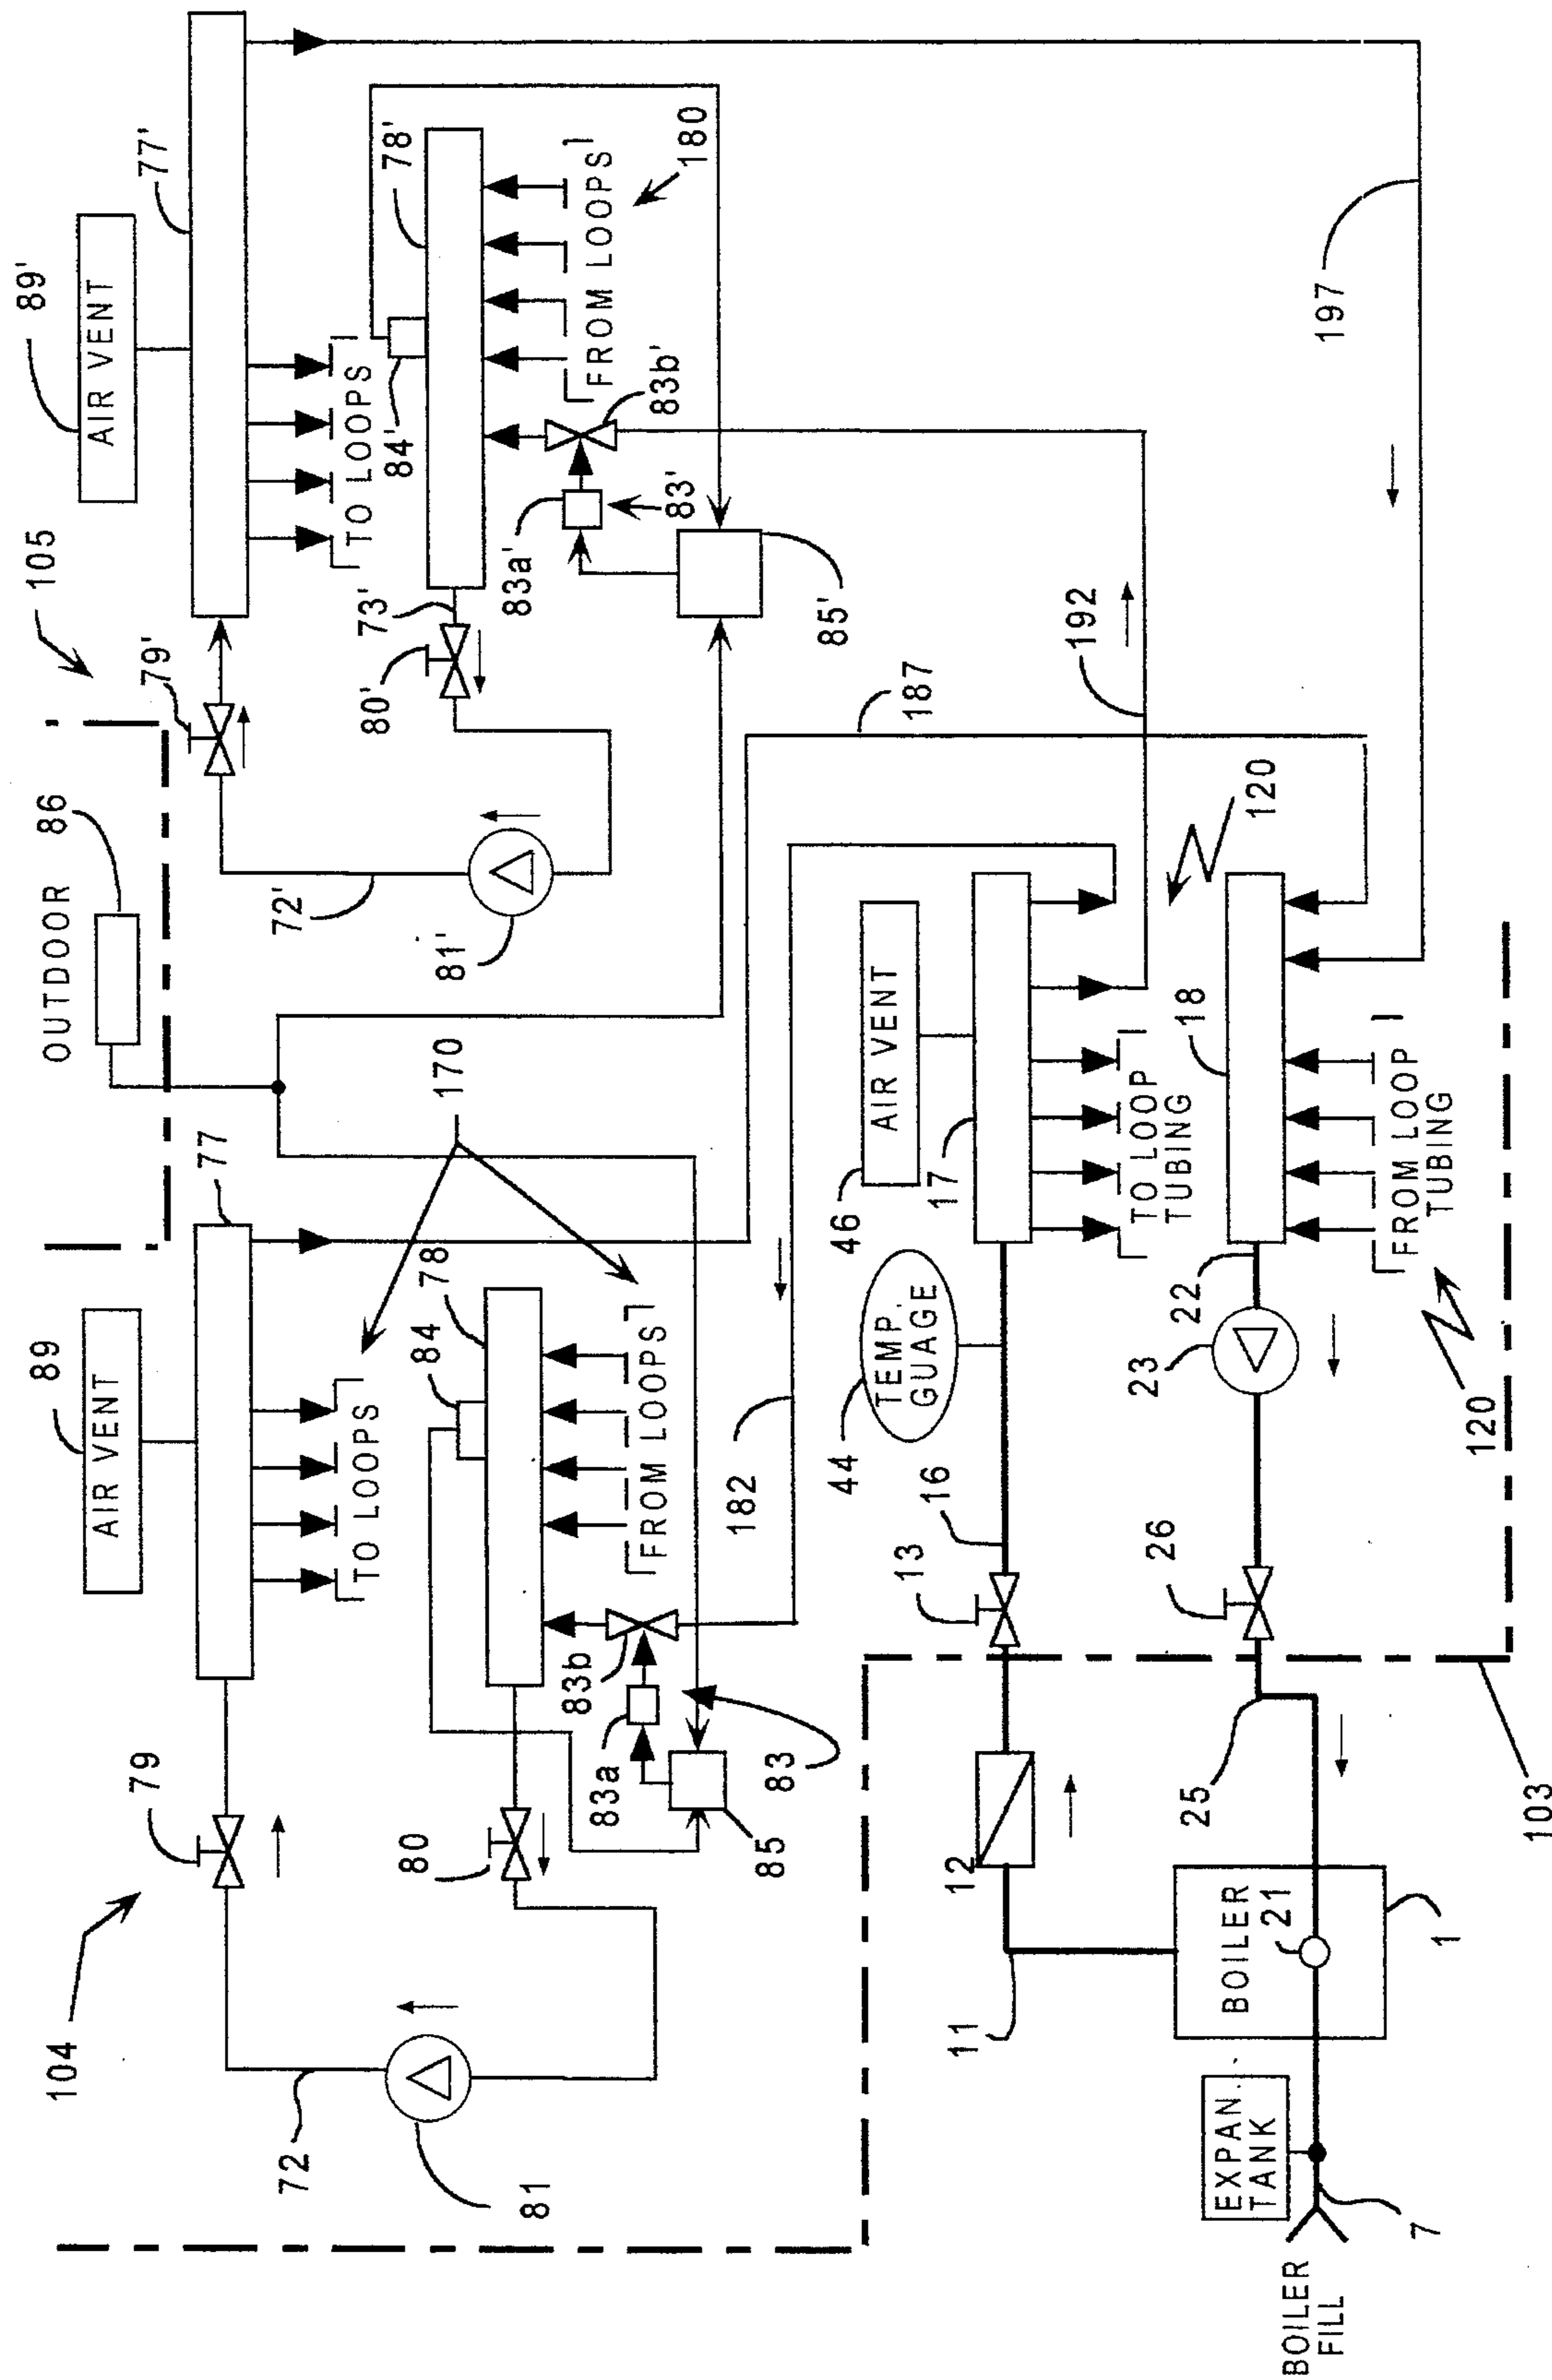 89'
AIR VENT
77'
105
79'
TO LOOPS
78'
84'
73'
80'
FROM LOOPS
180
83b'
83'
83a'
85'
72'
81'
OUTDOOR
86
170
187
192
197
89
AIR VENT
77
79
TO LOOPS
104
72
81
84
78
80
FROM LOOPS
83b
83a
83
85
182
46
AIR VENT
17
TO LOOP
TUBING
120
18
FROM LOOP
TUBING
22
23
120
44
TEMP.
GUAGE
16
13
26
25
103
12
11
BOILER
21
1
EXPAN.
TANK
7
BOILER
FILL